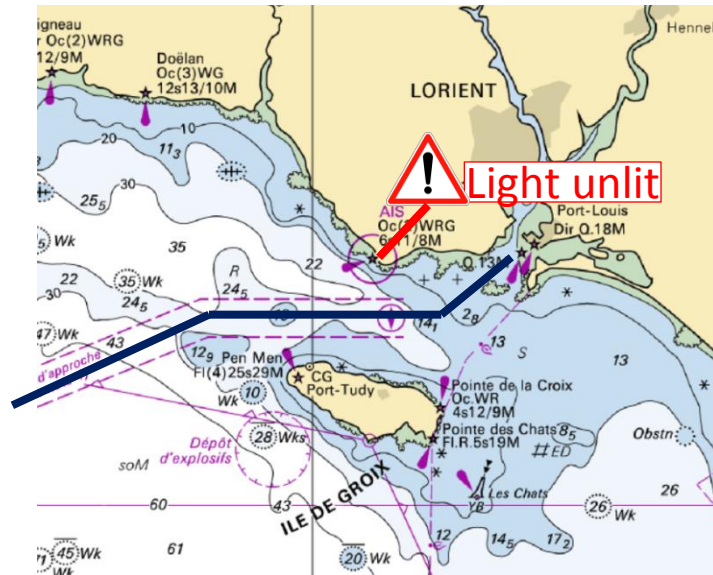 igneau
r Oc(2)WRG
12/9M
Doëlan
Oc(3)WG
12s13/10M
Hennel
LORIENT
Light unlit
AIS
Port-Louis
Dir Q.18M
Q.13M
20
10
11₃
30
25₅
35
22
Wk
R
24₅
22
35 Wk
24₅
30
47 Wk
43
14₁
2₈
13
S
13
d'approche
12₉
Pen Men
Fl(4)25s29M
CG
Port-Tudy
10
Wk
Pointe de la Croix
Oc.WR
4s12/9M
28 Wks
Pointe des Chats
Fl.R.5s19M
8₅
Obstn
Dépôt
d'explosifs
soM
ED
ILE DE GROIX
Les Chats
YB
60
43
26
26 Wk
61
12
14₅
17₂
45 Wk
20 Wk